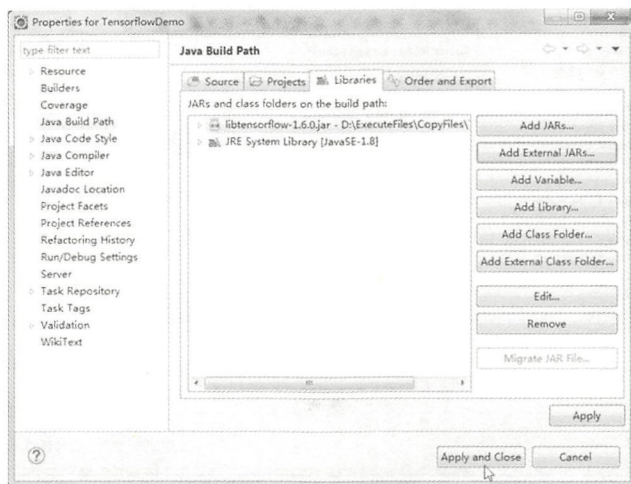 Properties for TensorflowDemo
type filter text
Resource
Builders
Coverage
Java Build Path
Java Code Style
Java Compiler
Java Editor
Javadoc Location
Project Facets
Project References
Refactoring History
Run/Debug Settings
Server
Task Repository
Task Tags
Validation
WikiText
Java Build Path
Source
Projects
Libraries
Order and Export
JARs and class folders on the build path:
libtensorflow-1.6.0.jar - D:\ExecuteFiles\CopyFiles\
JRE System Library [JavaSE-1.8]
Add JARs...
Add External JARs...
Add Variable...
Add Library...
Add Class Folder...
Add External Class Folder...
Edit...
Remove
Migrate JAR File...
Apply
Apply and Close
Cancel